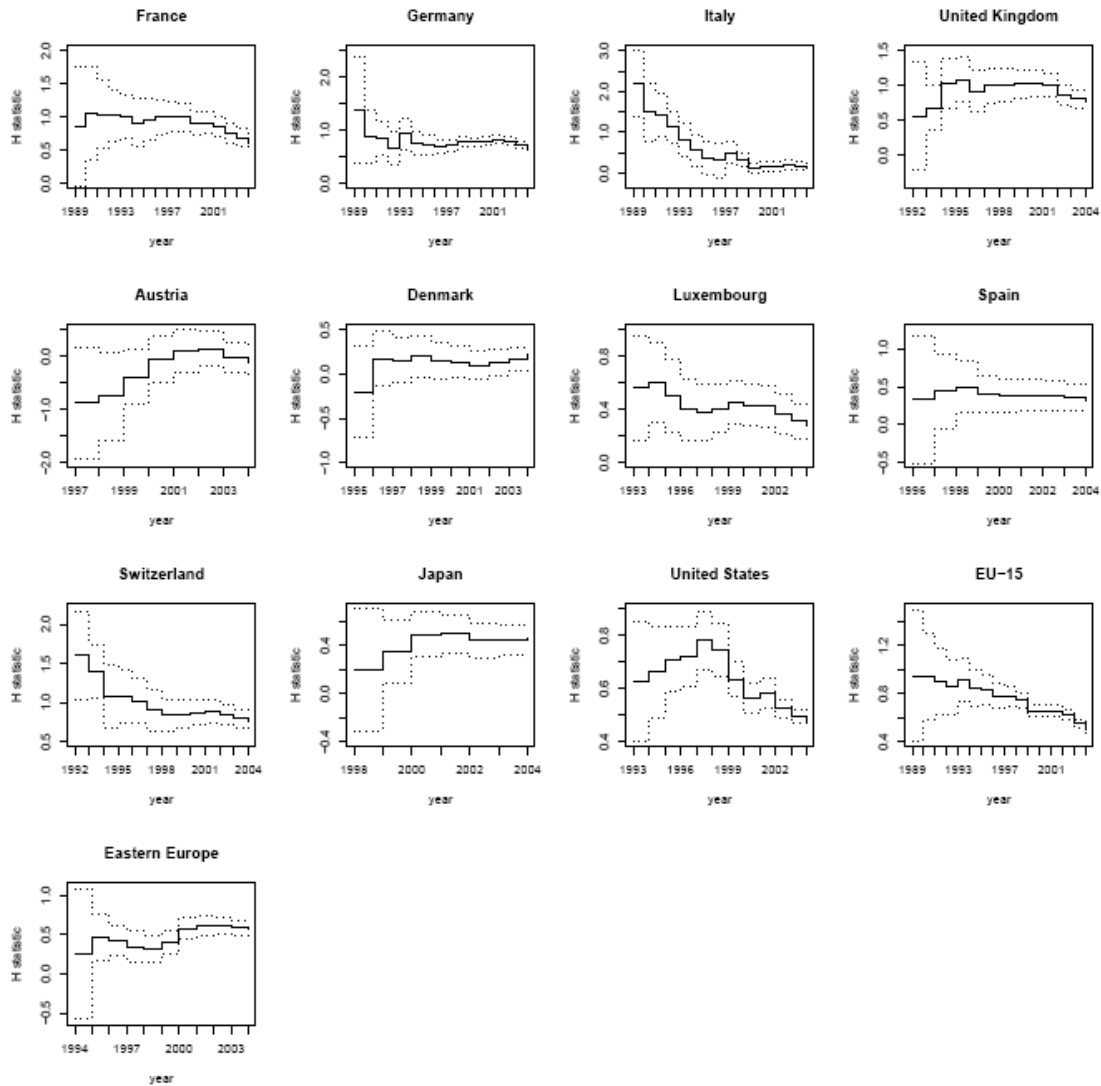 France
Germany
Italy
United Kingdom
H statistic
0.0 0.5 1.0 1.5 2.0
1989 1993 1997 2001
year
H statistic
0.0 1.0 2.0
1989 1993 1997 2001
year
H statistic
0.0 1.0 2.0 3.0
1989 1993 1997 2001
year
H statistic
0.0 0.5 1.0 1.5
1992 1995 1998 2001 2004
year
Austria
Denmark
Luxembourg
Spain
H statistic
−2.0 −1.0 0.0
1997 1999 2001 2003
year
H statistic
−1.0 −0.5 0.0 0.5
1995 1997 1999 2001 2003
year
H statistic
0.0 0.4 0.8
1993 1996 1999 2002
year
H statistic
−0.5 0.0 0.5 1.0
1996 1998 2000 2002 2004
year
Switzerland
Japan
United States
EU−15
H statistic
0.5 1.0 1.5 2.0
1992 1995 1998 2001 2004
year
H statistic
−0.4 0.0 0.4
1998 2000 2002 2004
year
H statistic
0.4 0.6 0.8
1993 1996 1999 2002
year
H statistic
0.4 0.8 1.2
1989 1993 1997 2001
year
Eastern Europe
H statistic
−0.5 0.0 0.5 1.0
1994 1997 2000 2003
year